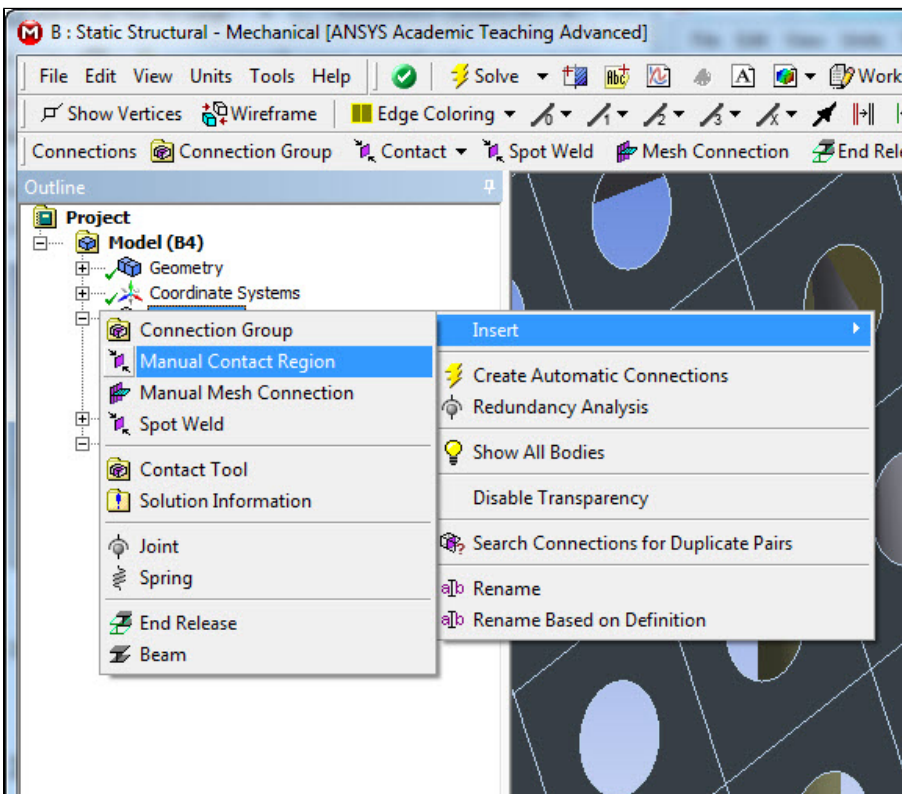 B : Static Structural - Mechanical [ANSYS Academic Teaching Advanced]
File Edit View Units Tools Help Solve Work
Show Vertices Wireframe Edge Coloring
Connections Connection Group Contact Spot Weld Mesh Connection End Rel
Outline
Project
Model (B4)
Geometry
Coordinate Systems
Connection Group
Manual Contact Region
Manual Mesh Connection
Spot Weld
Contact Tool
Solution Information
Joint
Spring
End Release
Beam
Insert
Create Automatic Connections
Redundancy Analysis
Show All Bodies
Disable Transparency
Search Connections for Duplicate Pairs
Rename
Rename Based on Definition